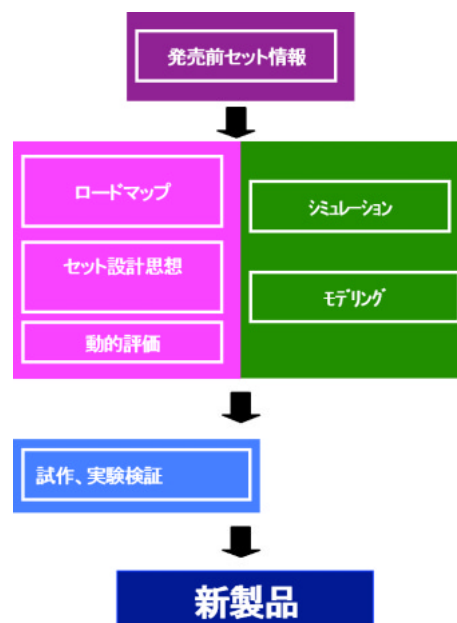 発売前セット情報
ロードマップ
セット設計思想
動的評価
シミュレーション
モデリング
試作、実験検証
新製品